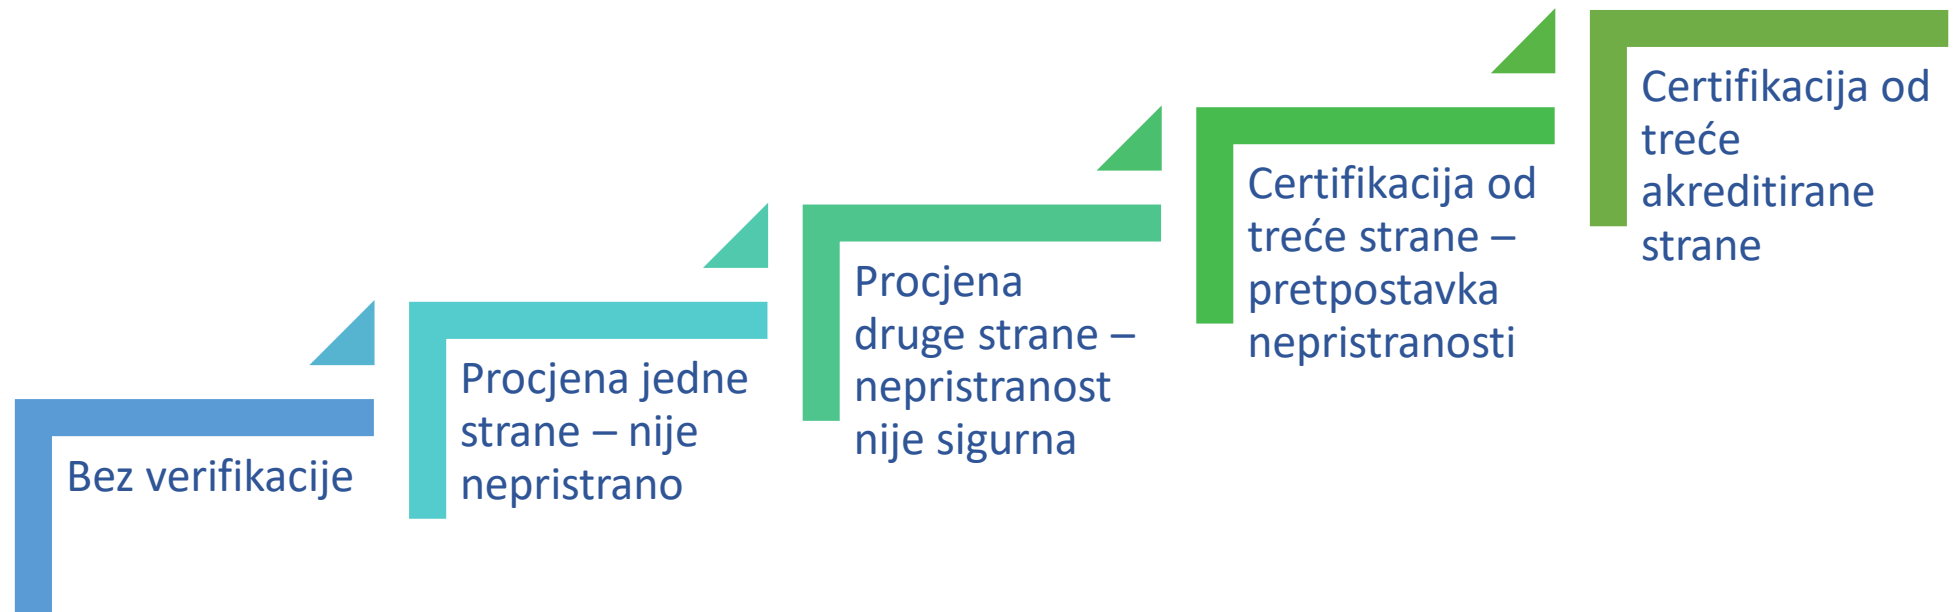 Bez verifikacije
Procjena jedne
strane – nije
nepristrano
Procjena
druge strane –
nepristranost
nije sigurna
Certifikacija od
treće strane –
pretpostavka
nepristranosti
Certifikacija od
treće
akreditirane
strane